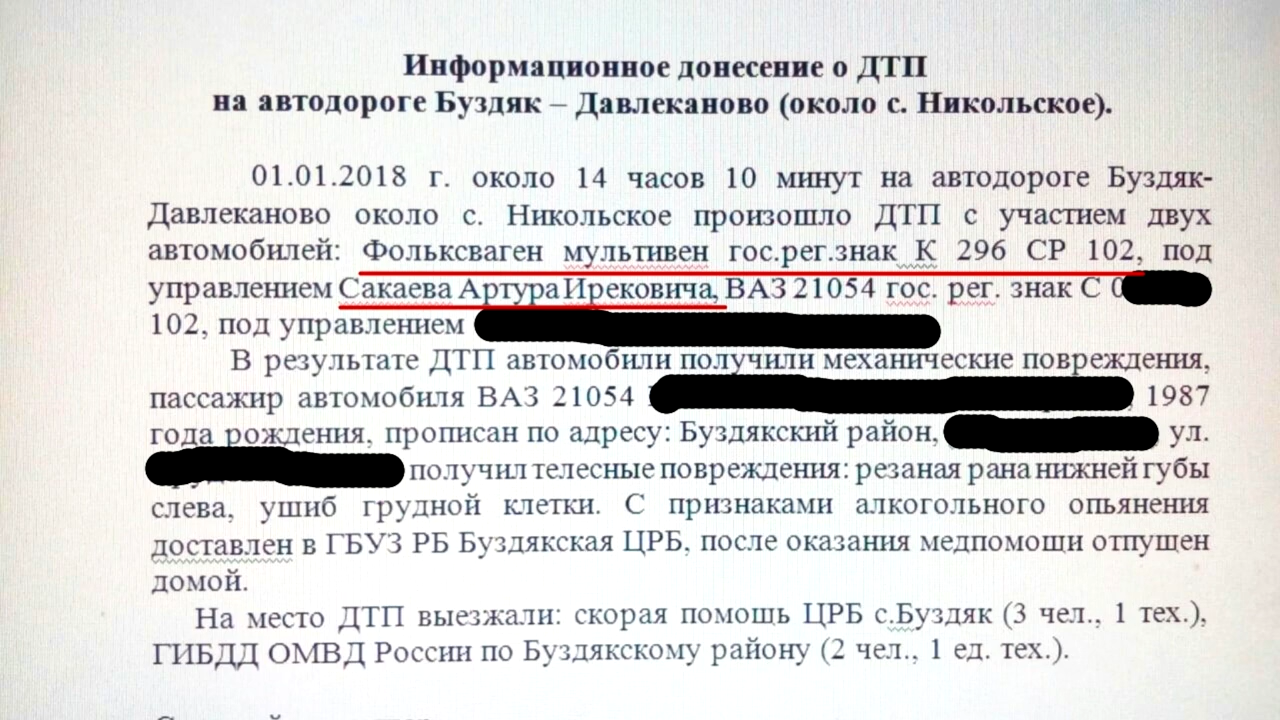 Информационное донесение о ДТП
на автодороге Буздяк – Давлеканово (около с. Никольское).
01.01.2018 г. около 14 часов 10 минут на автодороге Буздяк-
Давлеканово около с. Никольское произошло ДТП с участием двух
автомобилей: Фольксваген мультивен гос.рег.знак К 296 СР 102, под
управлением Сакаева Артура Ирековича, ВАЗ 21054 гос. рег. знак С 0
102, под управлением
В результате ДТП автомобили получили механические повреждения,
пассажир автомобиля ВАЗ 21054 , 1987
года рождения, прописан по адресу: Буздякский район, , ул.
получил телесные повреждения: резаная рана нижней губы
слева, ушиб грудной клетки. С признаками алкогольного опьянения
доставлен в ГБУЗ РБ Буздякская ЦРБ, после оказания медпомощи отпущен
домой.
На место ДТП выезжали: скорая помощь ЦРБ с.Буздяк (3 чел., 1 тех.),
ГИБДД ОМВД России по Буздякскому району (2 чел., 1 ед. тех.).